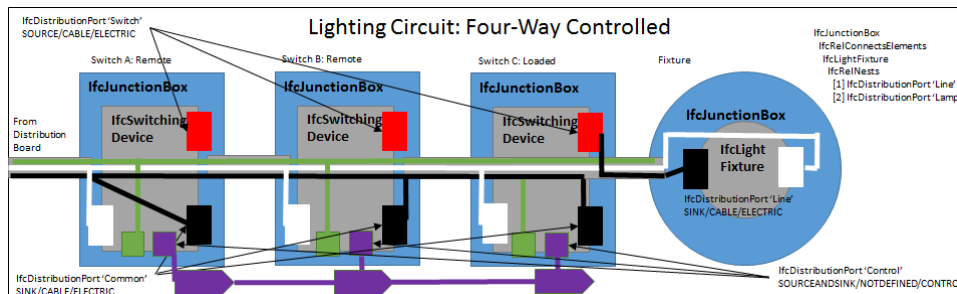 IfcDistributionPort 'Switch'
SOURCE/CABLE/ELECTRIC
Lighting Circuit: Four-Way Controlled
IfcJunctionBox
IfcRelConnectsElements
IfcLightFixture
IfcRelNests
[1] IfcDistributionPort 'Line'
[2] IfcDistributionPort 'Lamp
Switch A: Remote
Switch B: Remote
Switch C: Loaded
Fixture
IfcJunctionBox
IfcJunctionBox
IfcJunctionBox
IfcJunctionBox
From
Distribution
Board
IfcSwitching
Device
IfcSwitching
Device
IfcSwitching
Device
IfcLight
Fixture
IfcDistributionPort 'Line'
SINK/CABLE/ELECTRIC
IfcDistributionPort 'Common'
SINK/CABLE/ELECTRIC
IfcDistributionPort 'Control'
SOURCEANDSINK/NOTDEFINED/CONTRO